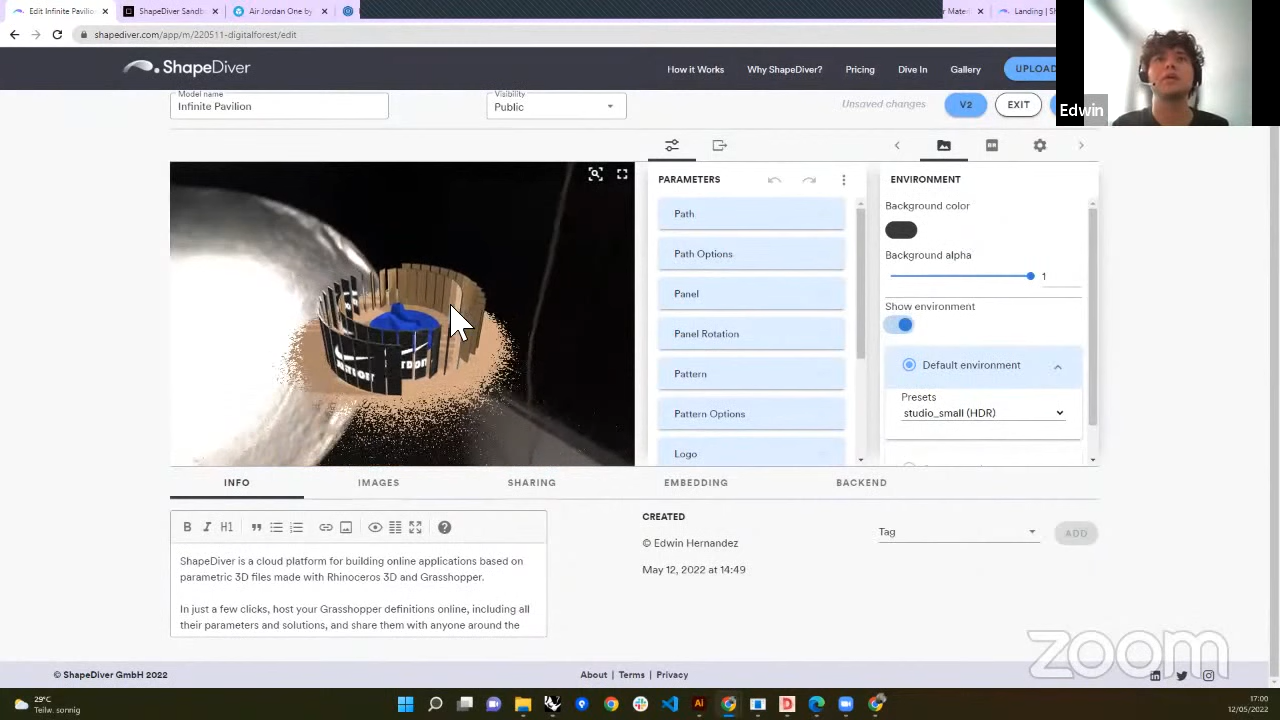 Edit Infinite Pavilio
ShapeDiver Sandb
Air Jordan One by
Landing | Sh
shapediver.com/app/m/220511-digitalforest/edit
ShapeDiver
How it Works
Why ShapeDiver?
Pricing
Dive In
Gallery
UPLOAD
Edwin
Model name
Infinite Pavilion
Visibility
Public
Unsaved changes
V2
EXIT
PARAMETERS
Path
Path Options
Panel
Panel Rotation
Pattern
Pattern Options
Logo
ENVIRONMENT
Background color
Background alpha
1
Show environment
Default environment
Presets
studio_small (HDR)
INFO
IMAGES
SHARING
EMBEDDING
BACKEND
B I H1
ShapeDiver is a cloud platform for building online applications based on
parametric 3D files made with Rhinoceros 3D and Grasshopper.
In just a few clicks, host your Grasshopper definitions online, including all
their parameters and solutions, and share them with anyone around the
CREATED
© Edwin Hernandez
May 12, 2022 at 14:49
Tag
ADD
zoom
© ShapeDiver GmbH 2022
About | Terms | Privacy
29°C
Teilw. sonnig
17:00
12/05/2022